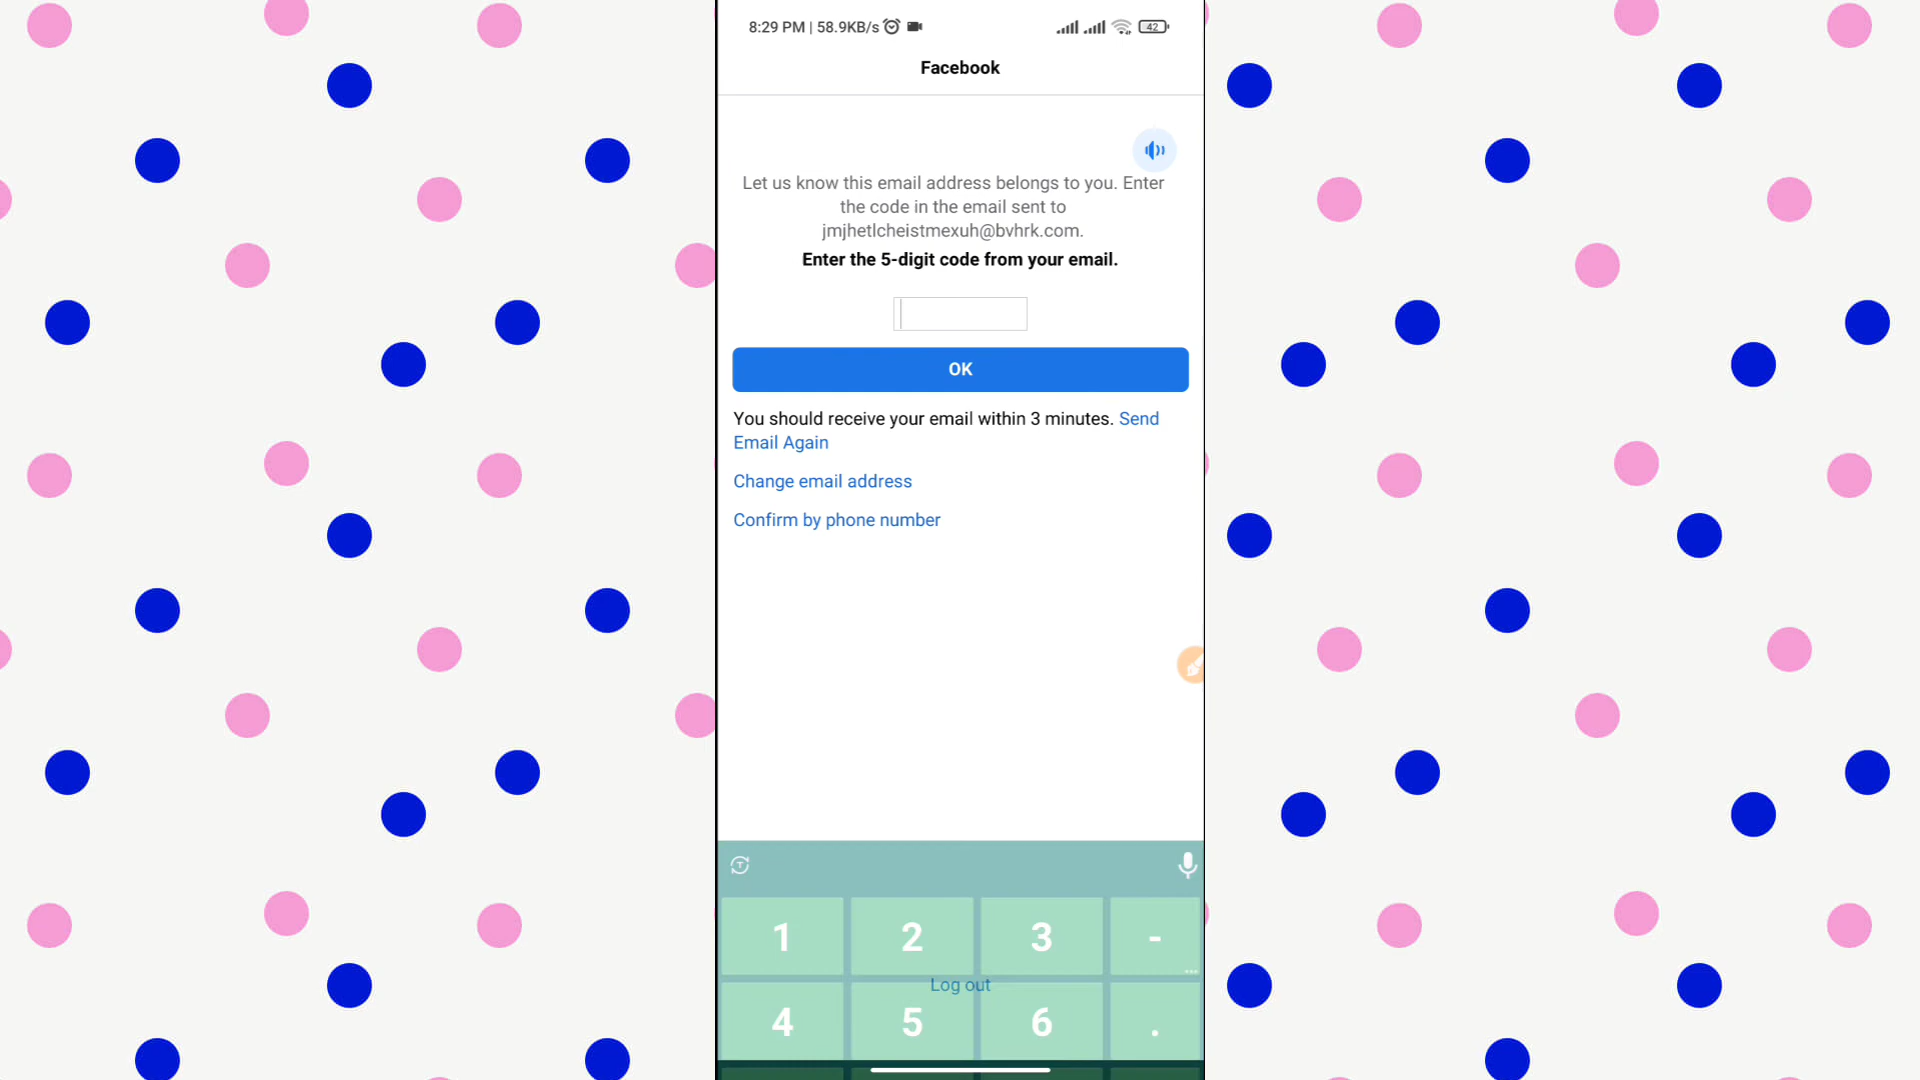 8:29 PM | 58.9KB/s 42
Facebook
Let us know this email address belongs to you. Enter
the code in the email sent to
jmjhetlcheistmexuh@bvhrk.com.
Enter the 5-digit code from your email.
OK
You should receive your email within 3 minutes. Send
Email Again
Change email address
Confirm by phone number
1 2 3 -
Log out
4 5 6 .